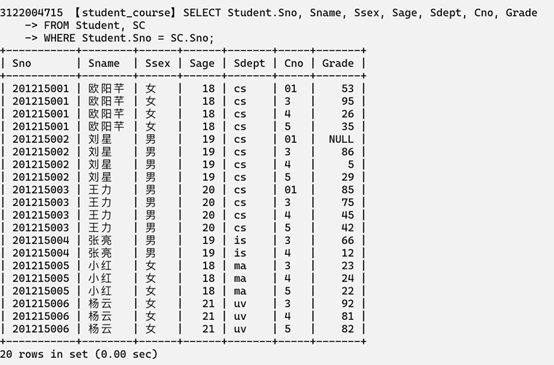 3122004715 【student_course】SELECT Student.Sno, Sname, Ssex, Sage, Sdept, Cno, Grade
    -> FROM Student, SC
    -> WHERE Student.Sno = SC.Sno;
+-----------+--------+------+------+-------+-----+-------+
| Sno       | Sname  | Ssex | Sage | Sdept | Cno | Grade |
+-----------+--------+------+------+-------+-----+-------+
| 201215001 | 欧阳芊 | 女   |   18 | cs    | 01  |    53 |
| 201215001 | 欧阳芊 | 女   |   18 | cs    | 3   |    95 |
| 201215001 | 欧阳芊 | 女   |   18 | cs    | 4   |    26 |
| 201215001 | 欧阳芊 | 女   |   18 | cs    | 5   |    35 |
| 201215002 | 刘星   | 男   |   19 | cs    | 01  |  NULL |
| 201215002 | 刘星   | 男   |   19 | cs    | 3   |    86 |
| 201215002 | 刘星   | 男   |   19 | cs    | 4   |     5 |
| 201215002 | 刘星   | 男   |   19 | cs    | 5   |    29 |
| 201215003 | 王力   | 男   |   20 | cs    | 01  |    85 |
| 201215003 | 王力   | 男   |   20 | cs    | 3   |    75 |
| 201215003 | 王力   | 男   |   20 | cs    | 4   |    45 |
| 201215003 | 王力   | 男   |   20 | cs    | 5   |    42 |
| 201215004 | 张亮   | 男   |   19 | is    | 3   |    66 |
| 201215004 | 张亮   | 男   |   19 | is    | 4   |    12 |
| 201215005 | 小红   | 女   |   18 | ma    | 3   |    23 |
| 201215005 | 小红   | 女   |   18 | ma    | 4   |    24 |
| 201215005 | 小红   | 女   |   18 | ma    | 5   |    22 |
| 201215006 | 杨云   | 女   |   21 | uv    | 3   |    92 |
| 201215006 | 杨云   | 女   |   21 | uv    | 4   |    81 |
| 201215006 | 杨云   | 女   |   21 | uv    | 5   |    82 |
+-----------+--------+------+------+-------+-----+-------+
20 rows in set (0.00 sec)